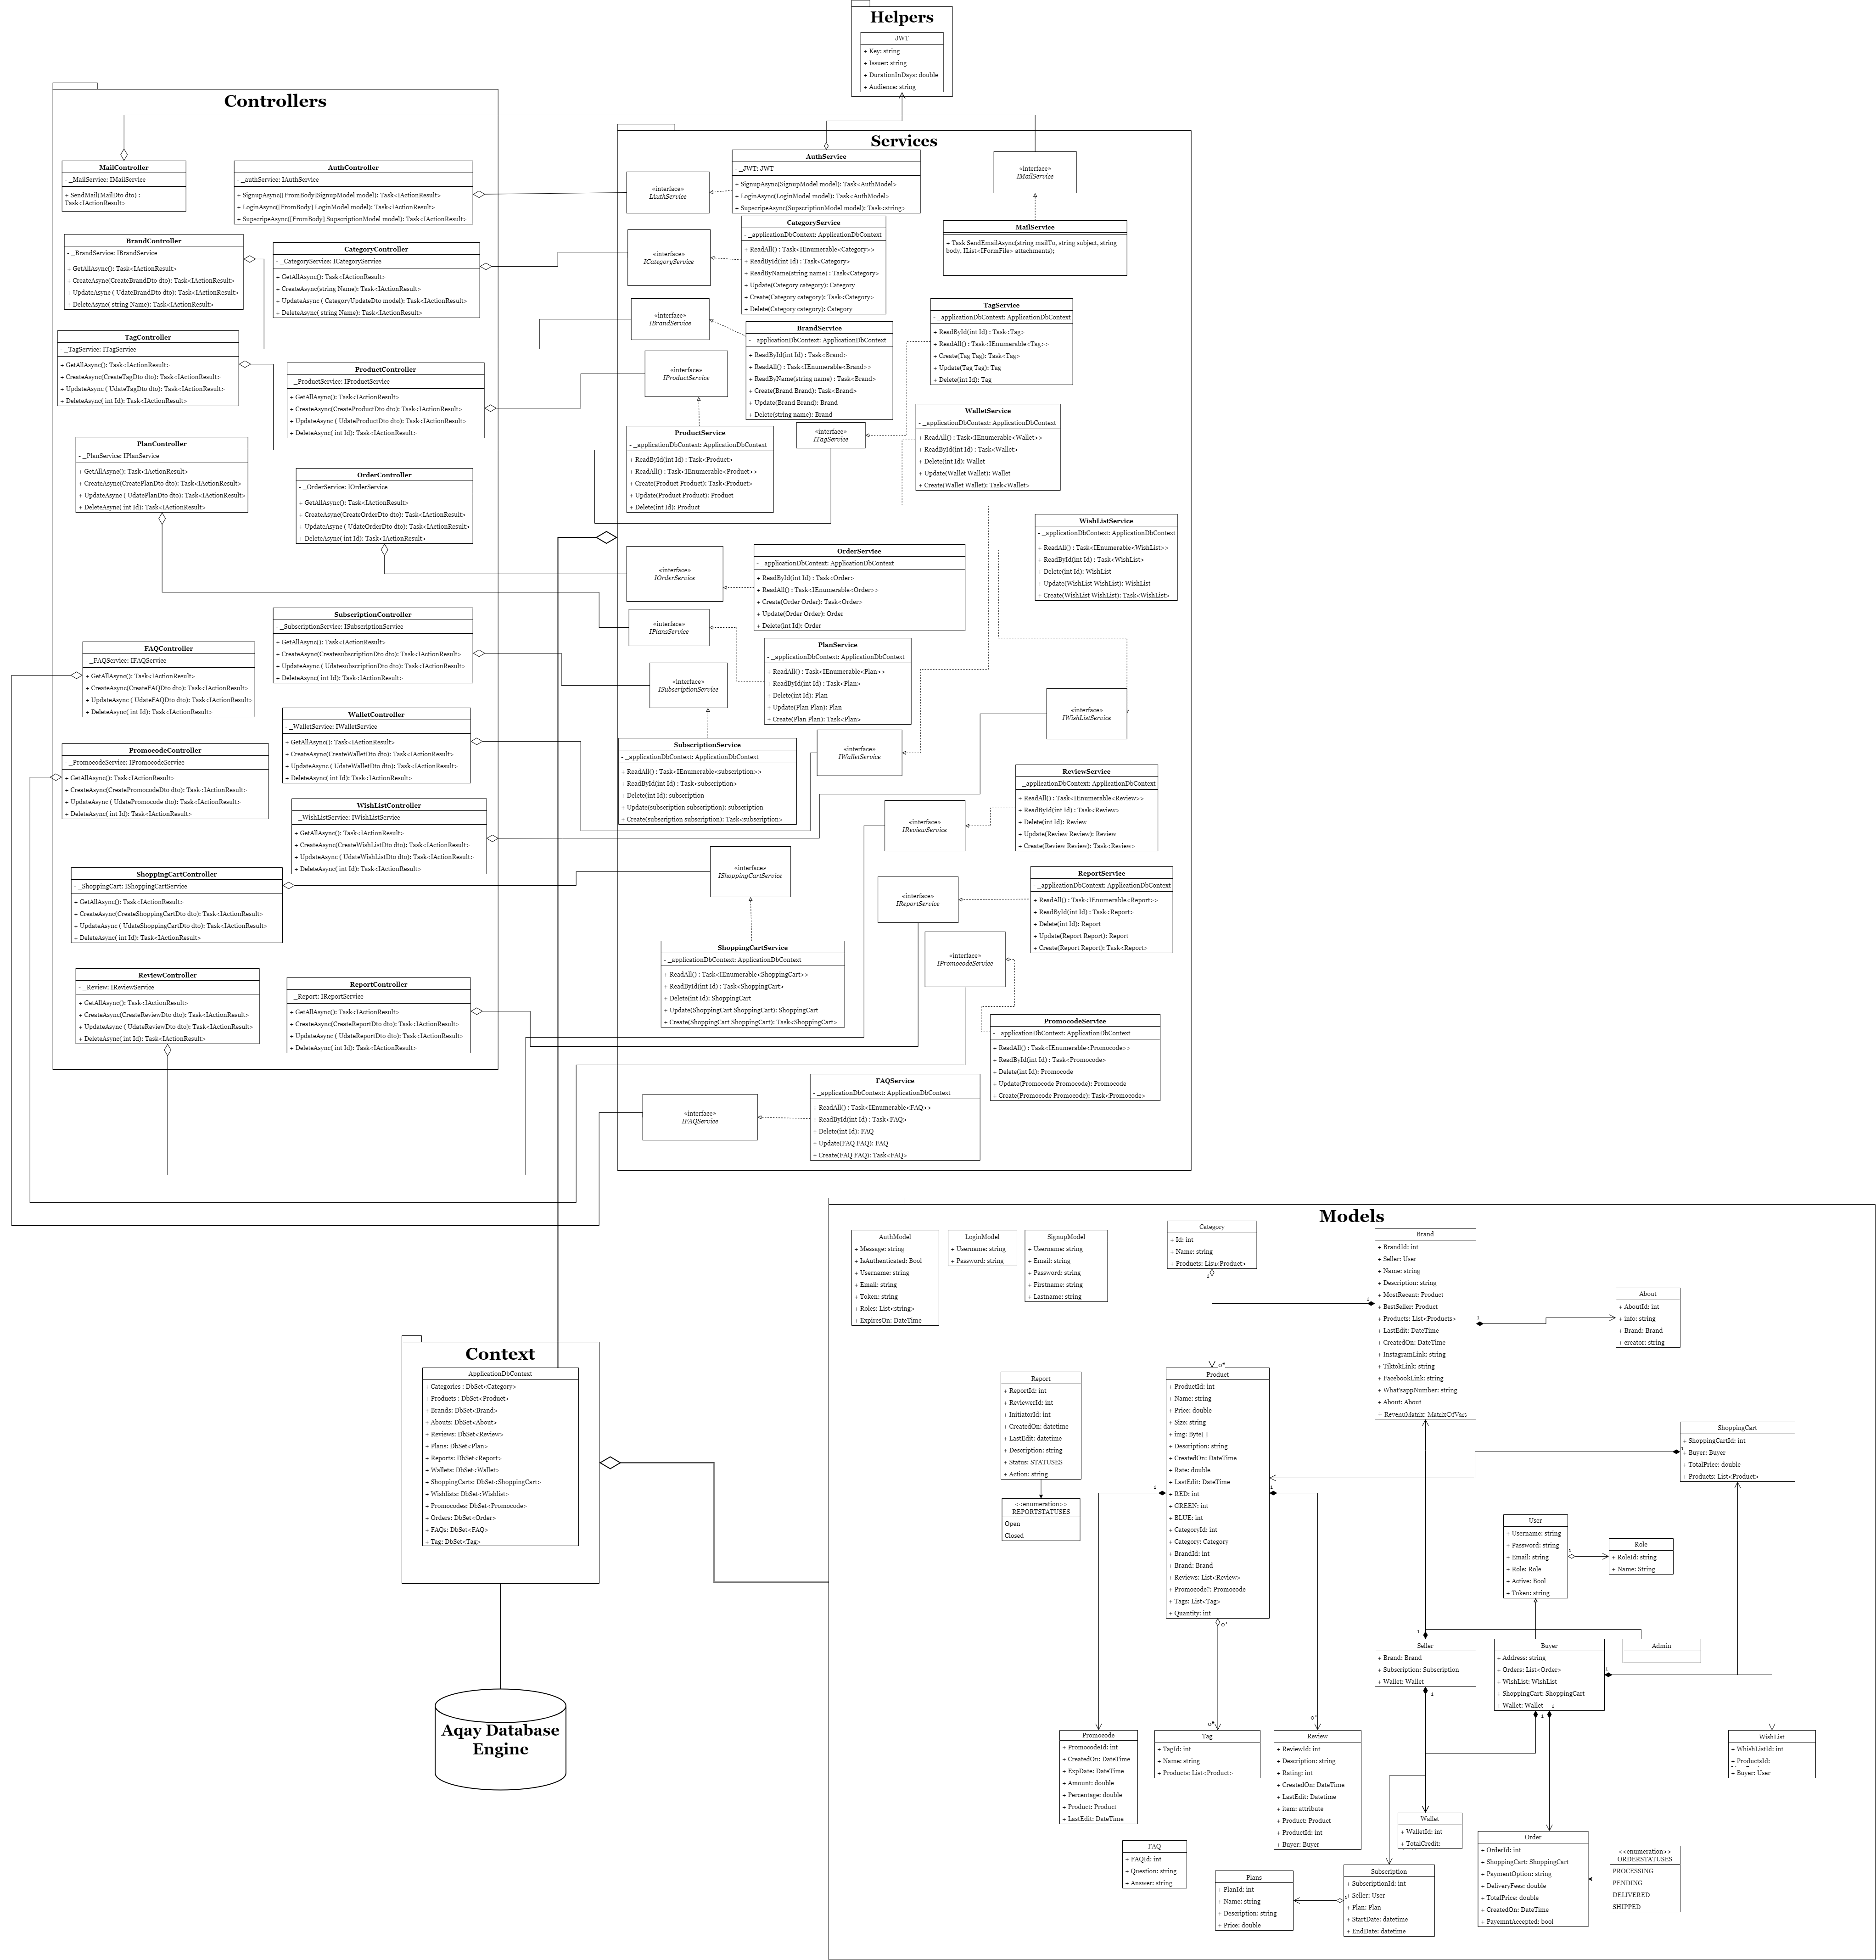 Helpers
JWT
+ Key: string
+ Issuer: string
+ DurationInDays: double
+ Audience: string
Controllers
MailController
- _MailService: IMailService
+ SendMail(MailDto dto) :
Task<IActionResult>
AuthController
- _authService: IAuthService
+ SignupAsync([FromBody]SignupModel model): Task<IActionResult>
+ LoginAsync([FromBody] LoginModel model): Task<IActionResult>
+ SupscripeAsync([FromBody] SupscriptionModel model): Task<IActionResult>
BrandController
- _BrandService: IBrandService
+ GetAllAsync(): Task<IActionResult>
+ CreateAsync(CreateBrandDto dto): Task<IActionResult>
+ UpdateAsync ( UdateBrandDto dto): Task<IActionResult>
+ DeleteAsync( string Name): Task<IActionResult>
CategoryController
- _CategoryService: ICategoryService
+ GetAllAsync(): Task<IActionResult>
+ CreateAsync(string Name): Task<IActionResult>
+ UpdateAsync ( CategoryUpdateDto model): Task<IActionResult>
+ DeleteAsync( string Name): Task<IActionResult>
TagController
- _TagService: ITagService
+ GetAllAsync(): Task<IActionResult>
+ CreateAsync(CreateTagDto dto): Task<IActionResult>
+ UpdateAsync ( UdateTagDto dto): Task<IActionResult>
+ DeleteAsync( int Id): Task<IActionResult>
ProductController
- _ProductService: IProductService
+ GetAllAsync(): Task<IActionResult>
+ CreateAsync(CreateProductDto dto): Task<IActionResult>
+ UpdateAsync ( UdateProductDto dto): Task<IActionResult>
+ DeleteAsync( int Id): Task<IActionResult>
PlanController
- _PlanService: IPlanService
+ GetAllAsync(): Task<IActionResult>
+ CreateAsync(CreatePlanDto dto): Task<IActionResult>
+ UpdateAsync ( UdatePlanDto dto): Task<IActionResult>
+ DeleteAsync( int Id): Task<IActionResult>
OrderController
- _OrderService: IOrderService
+ GetAllAsync(): Task<IActionResult>
+ CreateAsync(CreateOrderDto dto): Task<IActionResult>
+ UpdateAsync ( UdateOrderDto dto): Task<IActionResult>
+ DeleteAsync( int Id): Task<IActionResult>
SubscriptionController
- _SubscriptionService: ISubscriptionService
+ GetAllAsync(): Task<IActionResult>
+ CreateAsync(CreatesubscriptionDto dto): Task<IActionResult>
+ UpdateAsync ( UdatesubscriptionDto dto): Task<IActionResult>
+ DeleteAsync( int Id): Task<IActionResult>
FAQController
- _FAQService: IFAQService
+ GetAllAsync(): Task<IActionResult>
+ CreateAsync(CreateFAQDto dto): Task<IActionResult>
+ UpdateAsync ( UdateFAQDto dto): Task<IActionResult>
+ DeleteAsync( int Id): Task<IActionResult>
WalletController
- _WalletService: IWalletService
+ GetAllAsync(): Task<IActionResult>
+ CreateAsync(CreateWalletDto dto): Task<IActionResult>
+ UpdateAsync ( UdateWalletDto dto): Task<IActionResult>
+ DeleteAsync( int Id): Task<IActionResult>
PromocodeController
- _PromocodeService: IPromocodeService
+ GetAllAsync(): Task<IActionResult>
+ CreateAsync(CreatePromocodeDto dto): Task<IActionResult>
+ UpdateAsync ( UdatePromocode dto): Task<IActionResult>
+ DeleteAsync( int Id): Task<IActionResult>
WishListController
- _WishListService: IWishListService
+ GetAllAsync(): Task<IActionResult>
+ CreateAsync(CreateWishListDto dto): Task<IActionResult>
+ UpdateAsync ( UdateWishListDto dto): Task<IActionResult>
+ DeleteAsync( int Id): Task<IActionResult>
ShoppingCartController
- _ShoppingCart: IShoppingCartService
+ GetAllAsync(): Task<IActionResult>
+ CreateAsync(CreateShoppingCartDto dto): Task<IActionResult>
+ UpdateAsync ( UdateShoppingCartDto dto): Task<IActionResult>
+ DeleteAsync( int Id): Task<IActionResult>
ReviewController
- _Review: IReviewService
+ GetAllAsync(): Task<IActionResult>
+ CreateAsync(CreateReviewDto dto): Task<IActionResult>
+ UpdateAsync ( UdateReviewDto dto): Task<IActionResult>
+ DeleteAsync( int Id): Task<IActionResult>
ReportController
- _Report: IReportService
+ GetAllAsync(): Task<IActionResult>
+ CreateAsync(CreateReportDto dto): Task<IActionResult>
+ UpdateAsync ( UdateReportDto dto): Task<IActionResult>
+ DeleteAsync( int Id): Task<IActionResult>
Services
«interface»
IAuthService
AuthService
- _JWT: JWT
+ SignupAsync(SignupModel model): Task<AuthModel>
+ LoginAsync(LoginModel model): Task<AuthModel>
+ SupscripeAsync(SupscriptionModel model): Task<string>
«interface»
IMailService
MailService
+ Task SendEmailAsync(string mailTo, string subject, string
body, IList<IFormFile> attachments);
«interface»
ICategoryService
CategoryService
- _applicationDbContext: ApplicationDbContext
+ ReadAll() : Task<IEnumerable<Category>>
+ ReadById(int Id) : Task<Category>
+ ReadByName(string name) : Task<Category>
+ Update(Category category): Category
+ Create(Category category): Task<Category>
+ Delete(Category category): Category
«interface»
IBrandService
BrandService
- _applicationDbContext: ApplicationDbContext
+ ReadById(int Id) : Task<Brand>
+ ReadAll() : Task<IEnumerable<Brand>>
+ ReadByName(string name) : Task<Brand>
+ Create(Brand Brand): Task<Brand>
+ Update(Brand Brand): Brand
+ Delete(string name): Brand
TagService
- _applicationDbContext: ApplicationDbContext
+ ReadById(int Id) : Task<Tag>
+ ReadAll() : Task<IEnumerable<Tag>>
+ Create(Tag Tag): Task<Tag>
+ Update(Tag Tag): Tag
+ Delete(int Id): Tag
«interface»
IProductService
ProductService
- _applicationDbContext: ApplicationDbContext
+ ReadById(int Id) : Task<Product>
+ ReadAll() : Task<IEnumerable<Product>>
+ Create(Product Product): Task<Product>
+ Update(Product Product): Product
+ Delete(int Id): Product
«interface»
ITagService
WalletService
- _applicationDbContext: ApplicationDbContext
+ ReadAll() : Task<IEnumerable<Wallet>>
+ ReadById(int Id) : Task<Wallet>
+ Delete(int Id): Wallet
+ Update(Wallet Wallet): Wallet
+ Create(Wallet Wallet): Task<Wallet>
WishListService
- _applicationDbContext: ApplicationDbContext
+ ReadAll() : Task<IEnumerable<WishList>>
+ ReadById(int Id) : Task<WishList>
+ Delete(int Id): WishList
+ Update(WishList WishList): WishList
+ Create(WishList WishList): Task<WishList>
«interface»
IOrderService
OrderService
- _applicationDbContext: ApplicationDbContext
+ ReadById(int Id) : Task<Order>
+ ReadAll() : Task<IEnumerable<Order>>
+ Create(Order Order): Task<Order>
+ Update(Order Order): Order
+ Delete(int Id): Order
«interface»
IPlansService
PlanService
- _applicationDbContext: ApplicationDbContext
+ ReadAll() : Task<IEnumerable<Plan>>
+ ReadById(int Id) : Task<Plan>
+ Delete(int Id): Plan
+ Update(Plan Plan): Plan
+ Create(Plan Plan): Task<Plan>
«interface»
ISubscriptionService
«interface»
IWishListService
SubscriptionService
- _applicationDbContext: ApplicationDbContext
+ ReadAll() : Task<IEnumerable<subscription>>
+ ReadById(int Id) : Task<subscription>
+ Delete(int Id): subscription
+ Update(subscription subscription): subscription
+ Create(subscription subscription): Task<subscription>
«interface»
IWalletService
ReviewService
- _applicationDbContext: ApplicationDbContext
+ ReadAll() : Task<IEnumerable<Review>>
+ ReadById(int Id) : Task<Review>
+ Delete(int Id): Review
+ Update(Review Review): Review
+ Create(Review Review): Task<Review>
«interface»
IReviewService
«interface»
IShoppingCartService
«interface»
IReportService
ReportService
- _applicationDbContext: ApplicationDbContext
+ ReadAll() : Task<IEnumerable<Report>>
+ ReadById(int Id) : Task<Report>
+ Delete(int Id): Report
+ Update(Report Report): Report
+ Create(Report Report): Task<Report>
ShoppingCartService
- _applicationDbContext: ApplicationDbContext
+ ReadAll() : Task<IEnumerable<ShoppingCart>>
+ ReadById(int Id) : Task<ShoppingCart>
+ Delete(int Id): ShoppingCart
+ Update(ShoppingCart ShoppingCart): ShoppingCart
+ Create(ShoppingCart ShoppingCart): Task<ShoppingCart>
«interface»
IPromocodeService
PromocodeService
- _applicationDbContext: ApplicationDbContext
+ ReadAll() : Task<IEnumerable<Promocode>>
+ ReadById(int Id) : Task<Promocode>
+ Delete(int Id): Promocode
+ Update(Promocode Promocode): Promocode
+ Create(Promocode Promocode): Task<Promocode>
«interface»
IFAQService
FAQService
- _applicationDbContext: ApplicationDbContext
+ ReadAll() : Task<IEnumerable<FAQ>>
+ ReadById(int Id) : Task<FAQ>
+ Delete(int Id): FAQ
+ Update(FAQ FAQ): FAQ
+ Create(FAQ FAQ): Task<FAQ>
Context
ApplicationDbContext
+ Categories : DbSet<Category>
+ Products : DbSet<Product>
+ Brands: DbSet<Brand>
+ Abouts: DbSet<About>
+ Reviews: DbSet<Review>
+ Plans: DbSet<Plan>
+ Reports: DbSet<Report>
+ Wallets: DbSet<Wallet>
+ ShoppingCarts: DbSet<ShoppingCart>
+ Wishlists: DbSet<Wishlist>
+ Promocodes: DbSet<Promocode>
+ Orders: DbSet<Order>
+ FAQs: DbSet<FAQ>
+ Tag: DbSet<Tag>
Aqay Database
Engine
Models
AuthModel
+ Message: string
+ IsAuthenticated: Bool
+ Username: string
+ Email: string
+ Token: string
+ Roles: List<string>
+ ExpiresOn: DateTime
LoginModel
+ Username: string
+ Password: string
SignupModel
+ Username: string
+ Email: string
+ Password: string
+ Firstname: string
+ Lastname: string
Category
+ Id: int
+ Name: string
+ Products: List<Product>
1
Brand
+ BrandId: int
+ Seller: User
+ Name: string
+ Description: string
+ MostRecent: Product
+ BestSeller: Product
+ Products: List<Products>
+ LastEdit: DateTime
+ CreatedOn: DateTime
+ InstagramLink: string
+ TiktokLink: string
+ FacebookLink: string
+ What'sappNumber: string
+ About: About
+ RevenuMatrix: MatrixOfVars
1
1
About
+ AboutId: int
+ info: string
+ Brand: Brand
+ creator: string
Report
+ ReportId: int
+ ReviewerId: int
+ InitiatorId: int
+ CreatedOn: datetime
+ LastEdit: datetime
+ Description: string
+ Status: STATUSES
+ Action: string
<<enumeration>>
REPORTSTATUSES
Open
Closed
0*
Product
+ ProductId: int
+ Name: string
+ Price: double
+ Size: string
+ img: Byte[ ]
+ Description: string
+ CreatedOn: DateTime
+ Rate: double
+ LastEdit: DateTime
+ RED: int
+ GREEN: int
+ BLUE: int
+ CategoryId: int
+ Category: Category
+ BrandId: int
+ Brand: Brand
+ Reviews: List<Review>
+ Promocode?: Promocode
+ Tags: List<Tag>
+ Quantity: int
1
1
0*
ShoppingCart
+ ShoppingCartId: int
+ Buyer: Buyer
+ TotalPrice: double
+ Products: List<Product>
1
User
+ Username: string
+ Password: string
+ Email: string
+ Role: Role
+ Active: Bool
+ Token: string
1
Role
+ RoleId: string
+ Name: String
1
Seller
+ Brand: Brand
+ Subscription: Subscription
+ Wallet: Wallet
1
Buyer
+ Address: string
+ Orders: List<Order>
+ WishList: WishList
+ ShoppingCart: ShoppingCart
+ Wallet: Wallet
1
1
1
Admin
Promocode
+ PromocodeId: int
+ CreatedOn: DateTime
+ ExpDate: DateTime
+ Amount: double
+ Percentage: double
+ Product: Product
+ LastEdit: DateTime
0*
Tag
+ TagId: int
+ Name: string
+ Products: List<Product>
0*
Review
+ ReviewId: int
+ Description: string
+ Rating: int
+ CreatedOn: DateTime
+ LastEdit: Datetime
+ item: attribute
+ Product: Product
+ ProductId: int
+ Buyer: Buyer
WishList
+ WhishListId: int
+ ProductsId:
+ Buyer: User
Wallet
+ WalletId: int
+ TotalCredit:
FAQ
+ FAQId: int
+ Question: string
+ Answer: string
Plans
+ PlanId: int
+ Name: string
+ Description: string
+ Price: double
Subscription
+ SubscriptionId: int
+ Seller: User
+ Plan: Plan
+ StartDate: datetime
+ EndDate: datetime
1
Order
+ OrderId: int
+ ShoppingCart: ShoppingCart
+ PaymentOption: string
+ DeliveryFees: double
+ TotalPrice: double
+ CreatedOn: DateTime
+ PayemntAccepted: bool
<<enumeration>>
ORDERSTATUSES
PROCESSING
PENDING
DELIVERED
SHIPPED